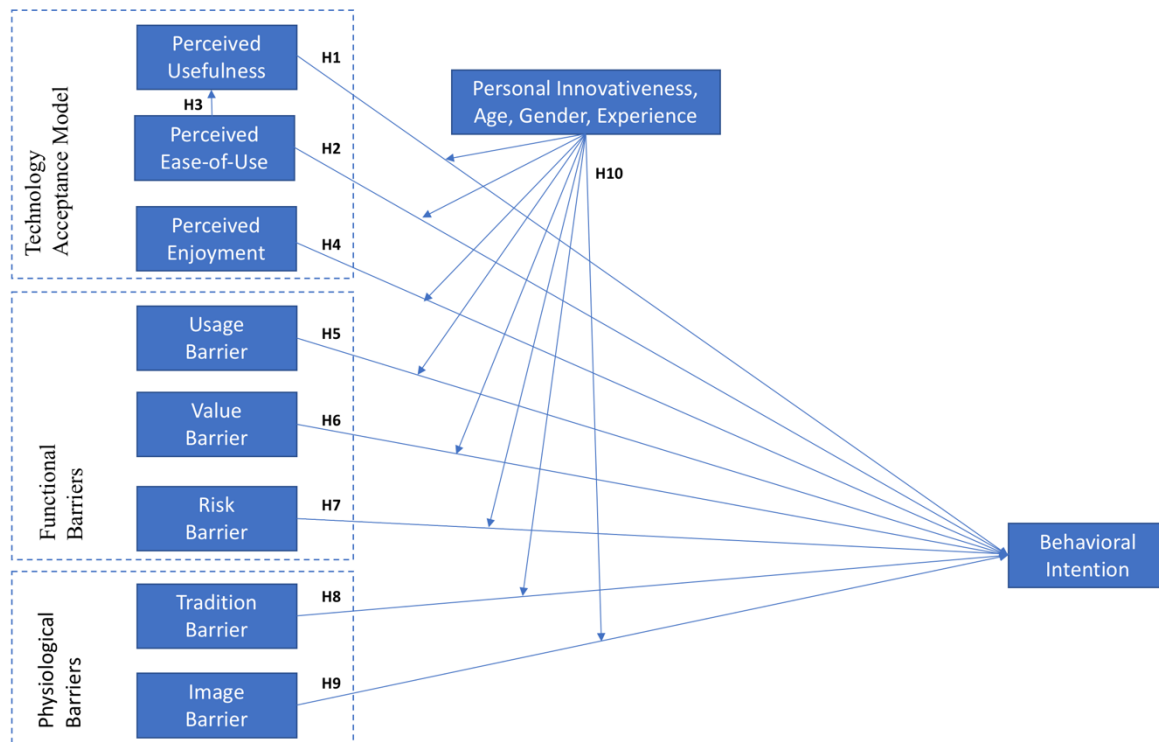 Technology
Acceptance Model
Perceived
Usefulness
H1
H3
Perceived
Ease-of-Use
H2
Perceived
Enjoyment
H4
Personal Innovativeness,
Age, Gender, Experience
H10
Functional
Barriers
Usage
Barrier
H5
Value
Barrier
H6
Risk
Barrier
H7
Behavioral
Intention
Physiological
Barriers
Tradition
Barrier
H8
Image
Barrier
H9